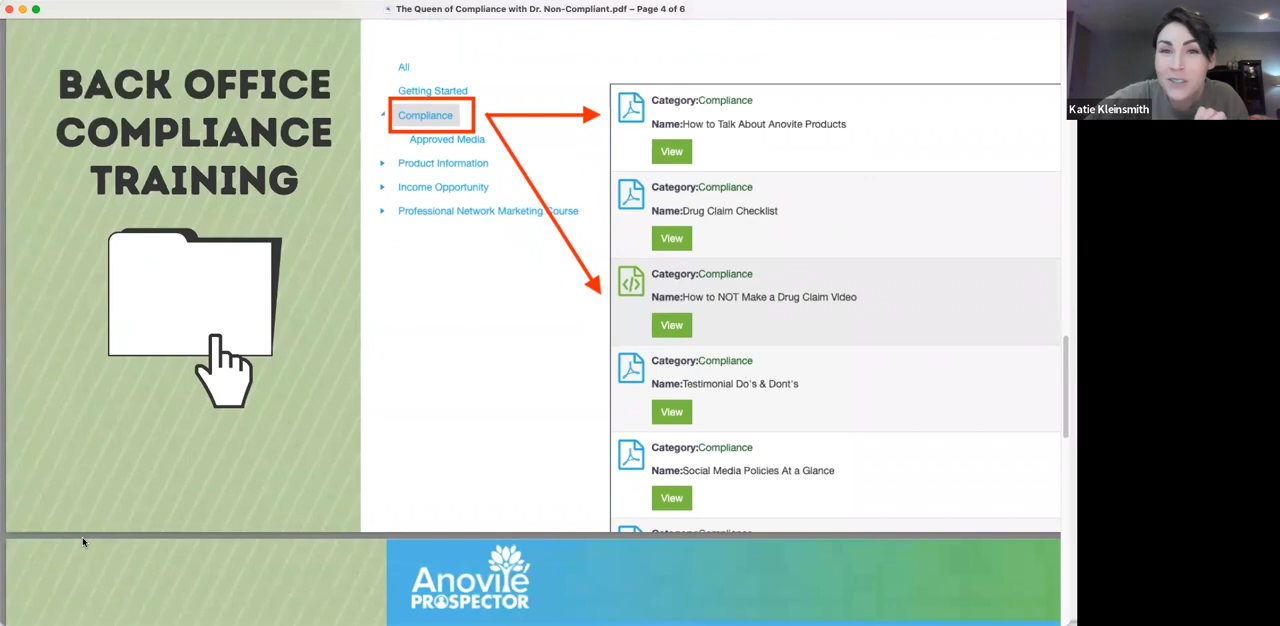 The Queen of Compliance with Dr. Non-Compliant.pdf – Page 4 of 6
Katie Kleinsmith
BACK OFFICE
COMPLIANCE
TRAINING
All
Getting Started
Compliance
Approved Media
Product Information
Income Opportunity
Professional Network Marketing Course
Category:Compliance
Name:How to Talk About Anovite Products
View
Category:Compliance
Name:Drug Claim Checklist
View
Category:Compliance
Name:How to NOT Make a Drug Claim Video
View
Category:Compliance
Name:Testimonial Do's & Dont's
View
Category:Compliance
Name:Social Media Policies At a Glance
View
Category:Compliance
Anovite
PROSPECTOR